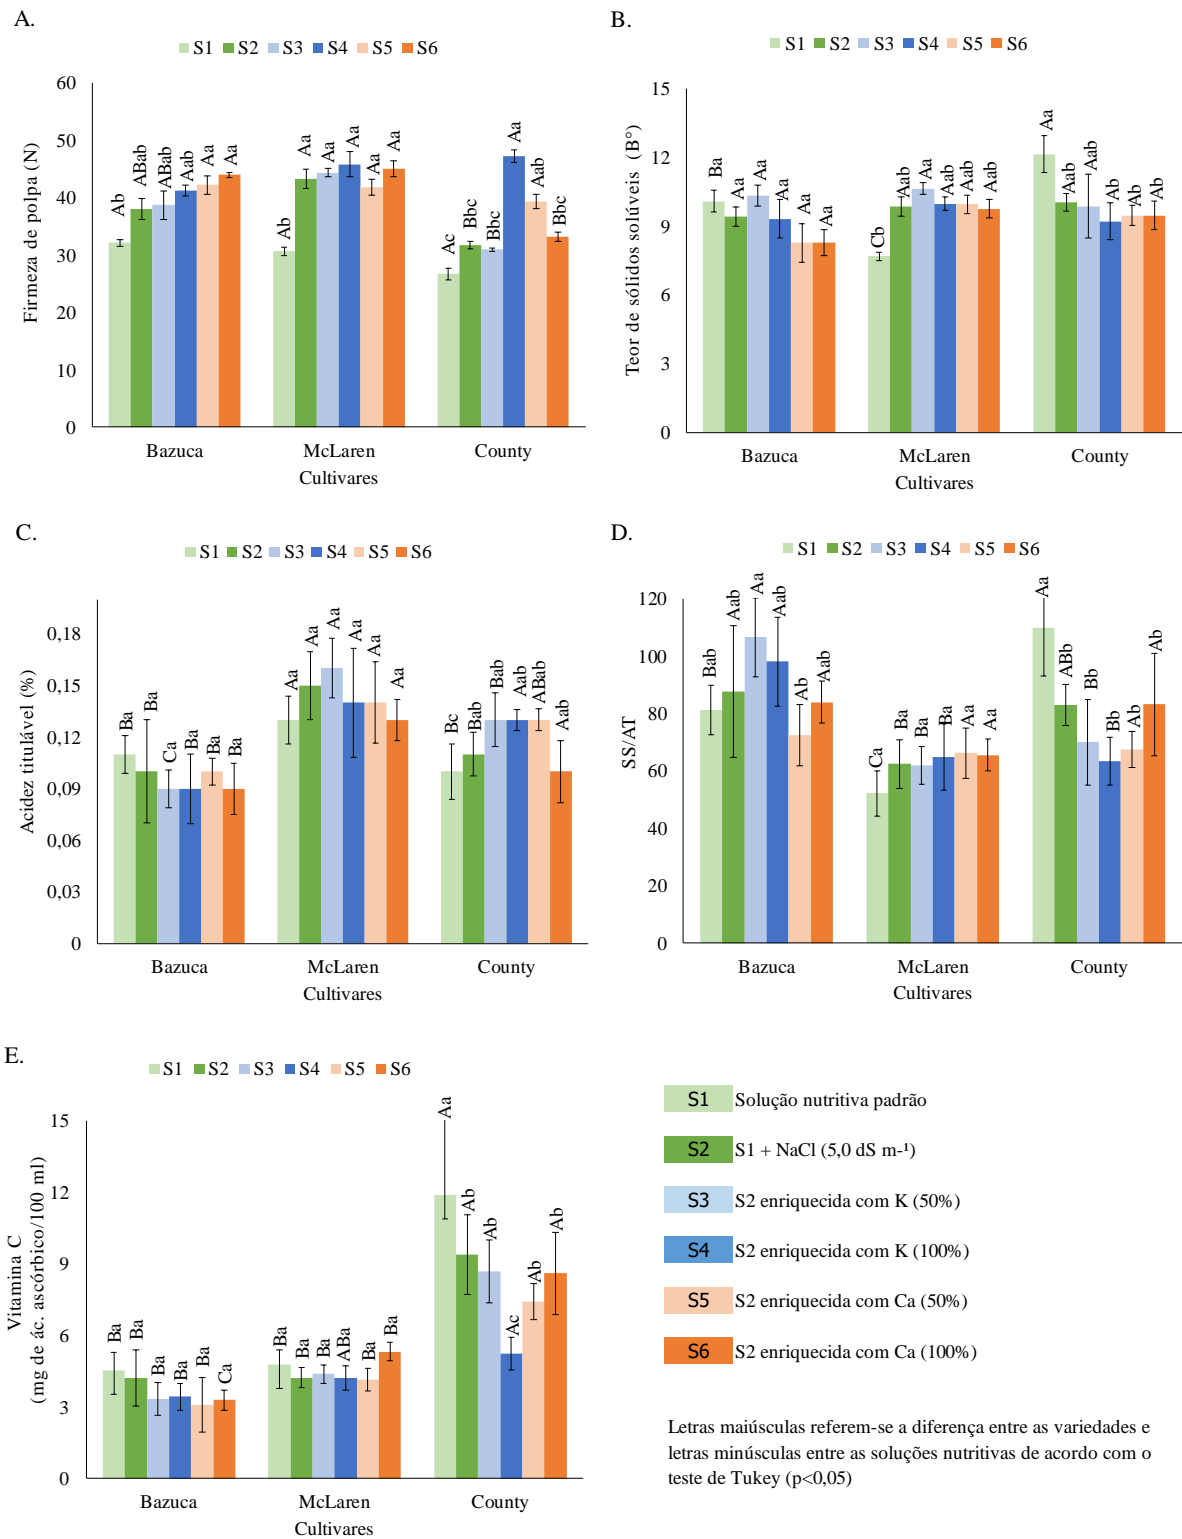 A.
S1 S2 S3 S4 S5 S6
Firmeza de polpa (N)
60
50
40
30
20
10
0
Ab ABab ABab Aab Aa Aa
Ab Aa Aa Aa Aa Aa
Ac Bbc Bbc Aa Aab Bbc
Bazuca McLaren County
Cultivares
B.
S1 S2 S3 S4 S5 S6
Teor de sólidos solúveis (B°)
15
12
9
6
3
0
Ba Aa Aa Aa Aa Aa
Cb Aab Aa Aab Aab Aab
Aa Aab Aab Ab Ab Ab
Bazuca McLaren County
Cultivares
C.
S1 S2 S3 S4 S5 S6
Acidez titulável (%)
0,18
0,15
0,12
0,09
0,06
0,03
0
Ba Ba Ca Ba Ba Ba
Aa Aa Aa Aa Aa Aa
Bc Bab Bab Aab ABab Aab
Bazuca McLaren County
Cultivares
D.
S1 S2 S3 S4 S5 S6
SS/AT
120
100
80
60
40
20
0
Bab Aab Aa Aab Ab Aab
Ca Ba Ba Ba Aa Aa
Aa ABb Bb Bb Ab Ab
Bazuca McLaren County
Cultivares
E.
S1 S2 S3 S4 S5 S6
Vitamina C
(mg de ác. ascórbico/100 ml)
15
12
9
6
3
0
Ba Ba Ba Ba Ba Ca
Ba Ba Ba ABa Ba Ba
Aa Ab Ab Ac Ab Ab
Bazuca McLaren County
Cultivares
S1 Solução nutritiva padrão
S2 S1 + NaCl (5,0 dS m-¹)
S3 S2 enriquecida com K (50%)
S4 S2 enriquecida com K (100%)
S5 S2 enriquecida com Ca (50%)
S6 S2 enriquecida com Ca (100%)
Letras maiúsculas referem-se a diferença entre as variedades e
letras minúsculas entre as soluções nutritivas de acordo com o
teste de Tukey (p<0,05)